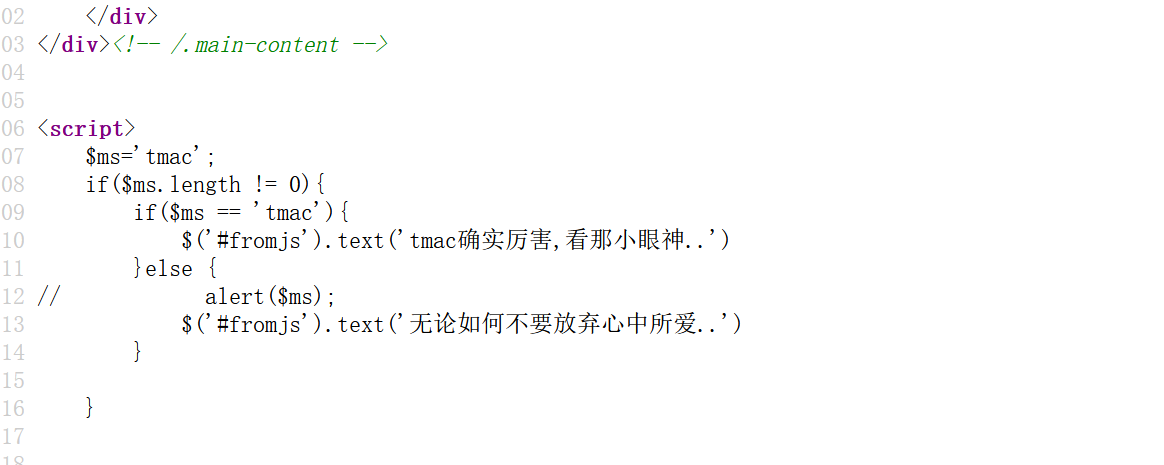 02     </div>
03 </div><!-- /.main-content -->
04
05
06 <script>
07     $ms='tmac';
08     if($ms.length != 0){
09         if($ms == 'tmac'){
10             $('#fromjs').text('tmac确实厉害,看那小眼神..')
11         }else {
12 //            alert($ms);
13             $('#fromjs').text('无论如何不要放弃心中所爱..')
14         }
15
16     }
17
18